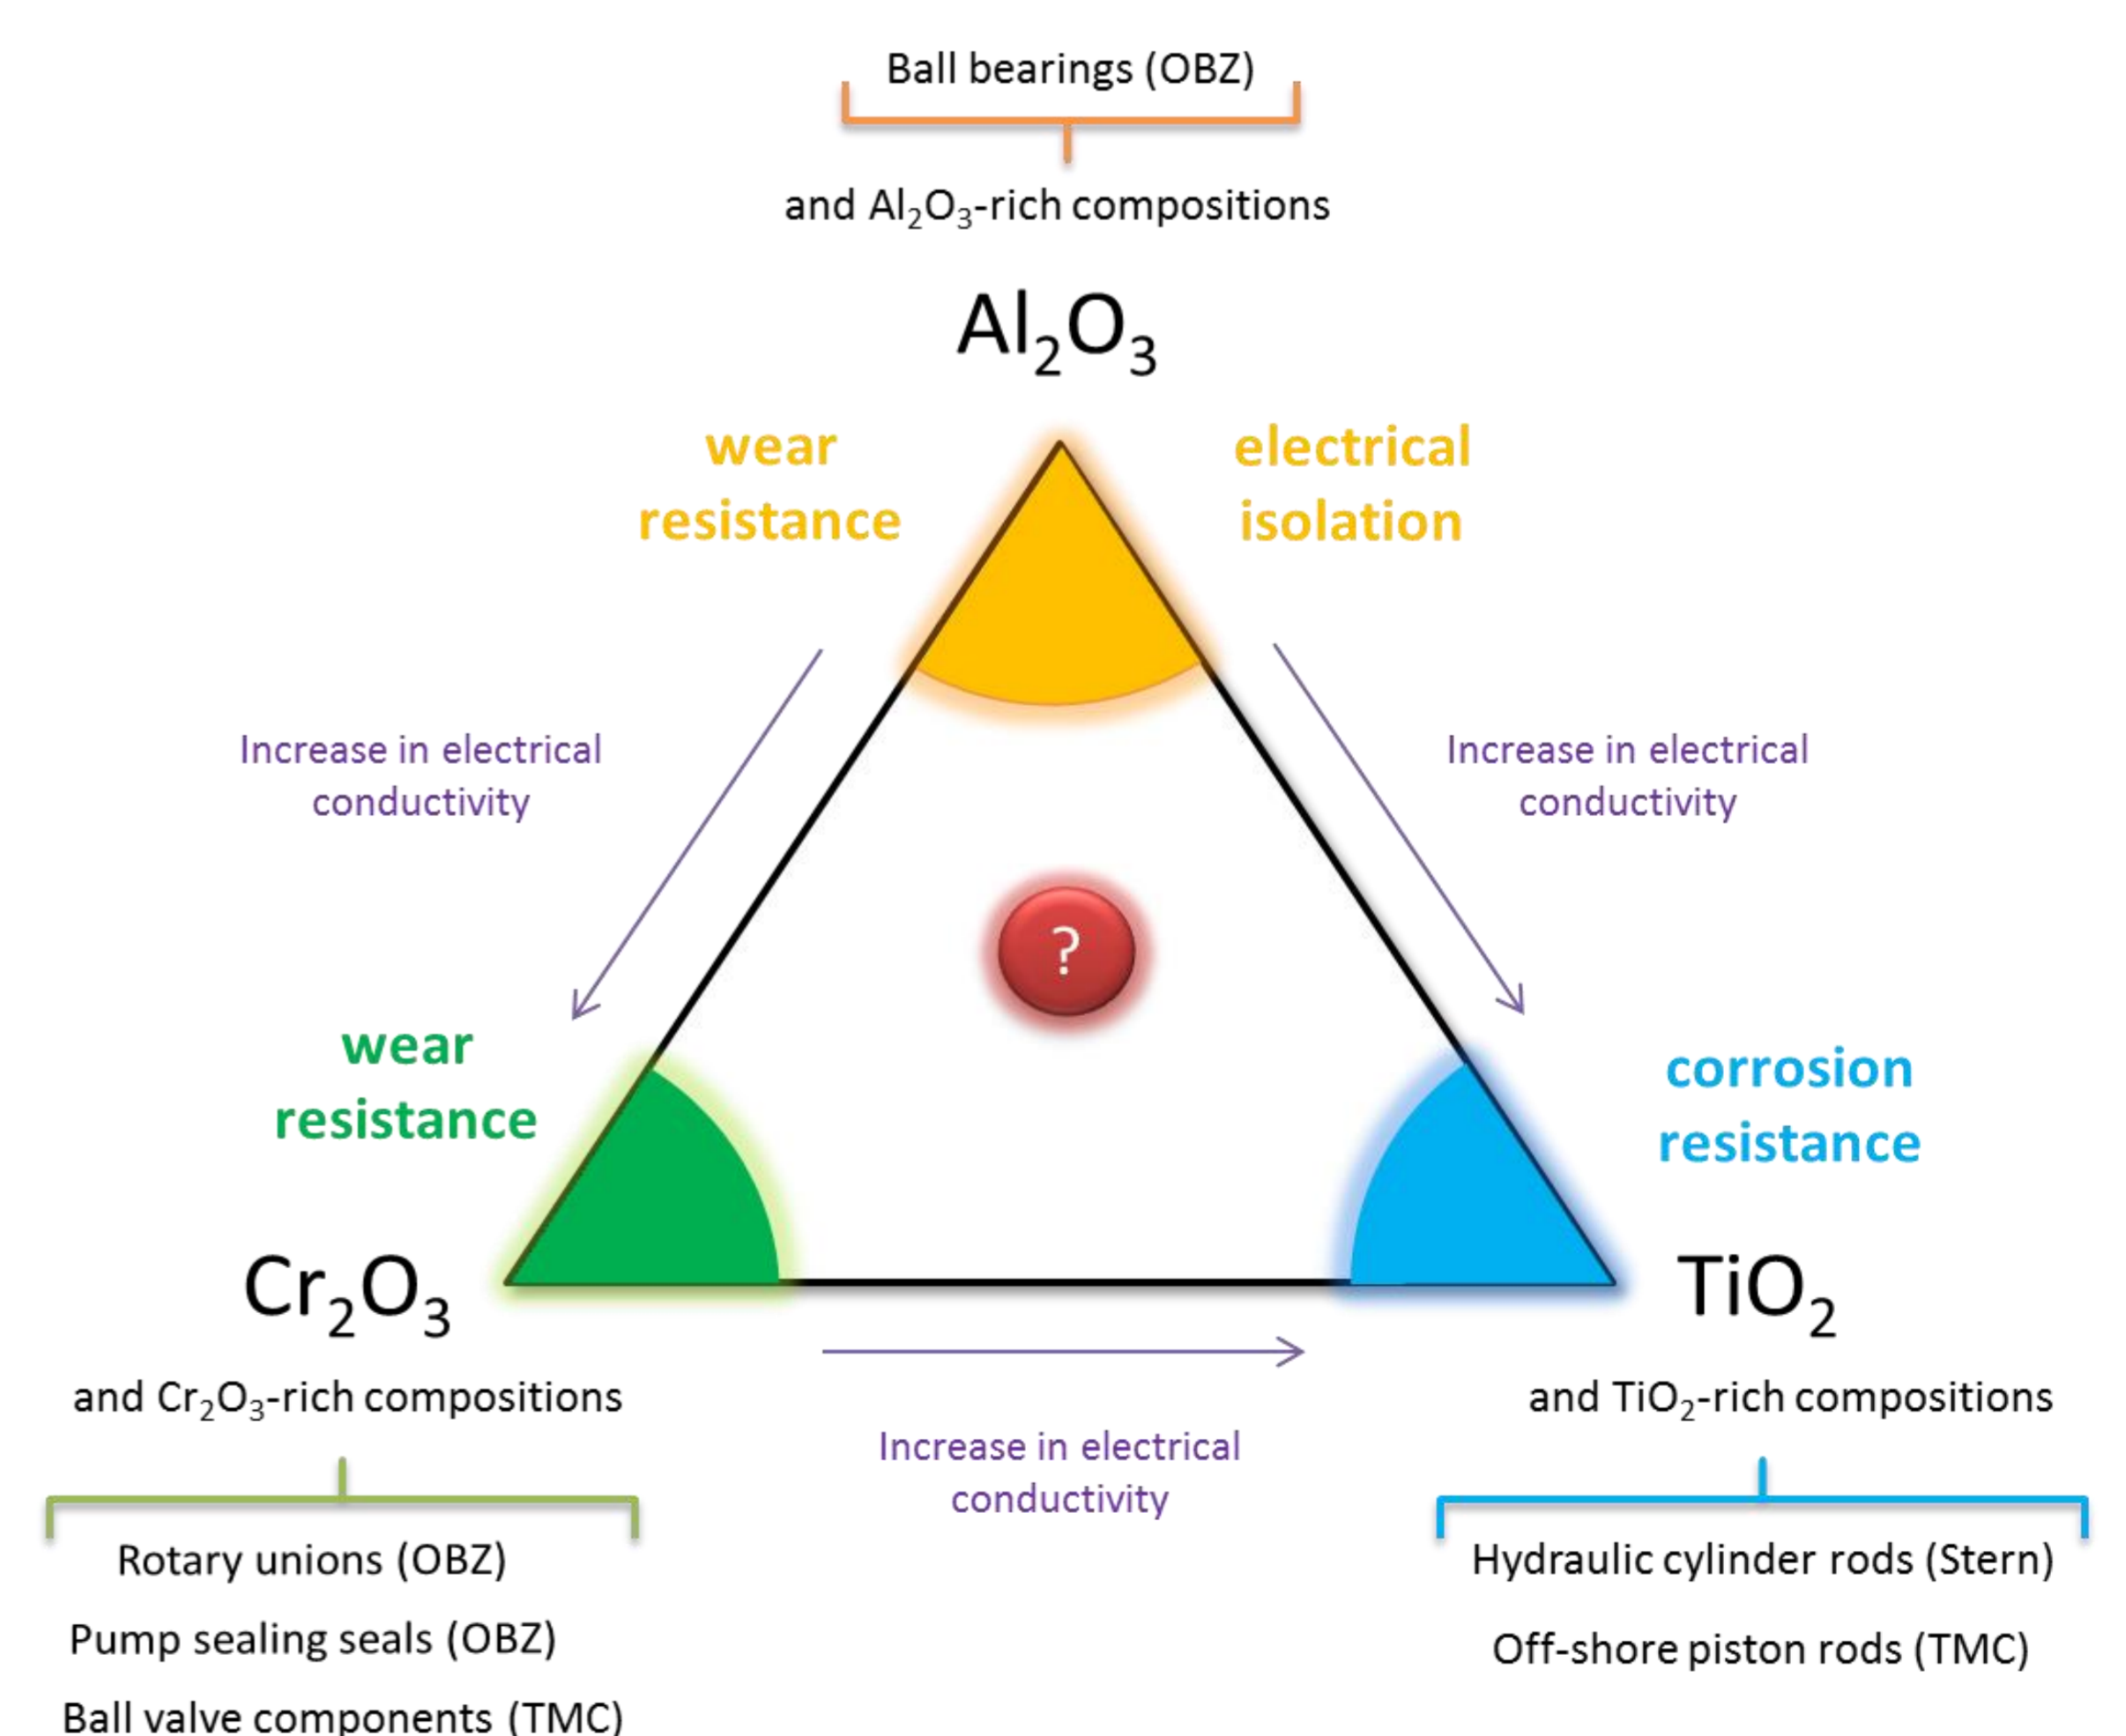 Ball bearings (OBZ)
and Al₂O₃-rich compositions
Al₂O₃
wear
resistance
electrical
isolation
Increase in electrical
conductivity
Increase in electrical
conductivity
?
wear
resistance
corrosion
resistance
Cr₂O₃
TiO₂
and Cr₂O₃-rich compositions
and TiO₂-rich compositions
Increase in electrical
conductivity
Rotary unions (OBZ)
Pump sealing seals (OBZ)
Ball valve components (TMC)
Hydraulic cylinder rods (Stern)
Off-shore piston rods (TMC)